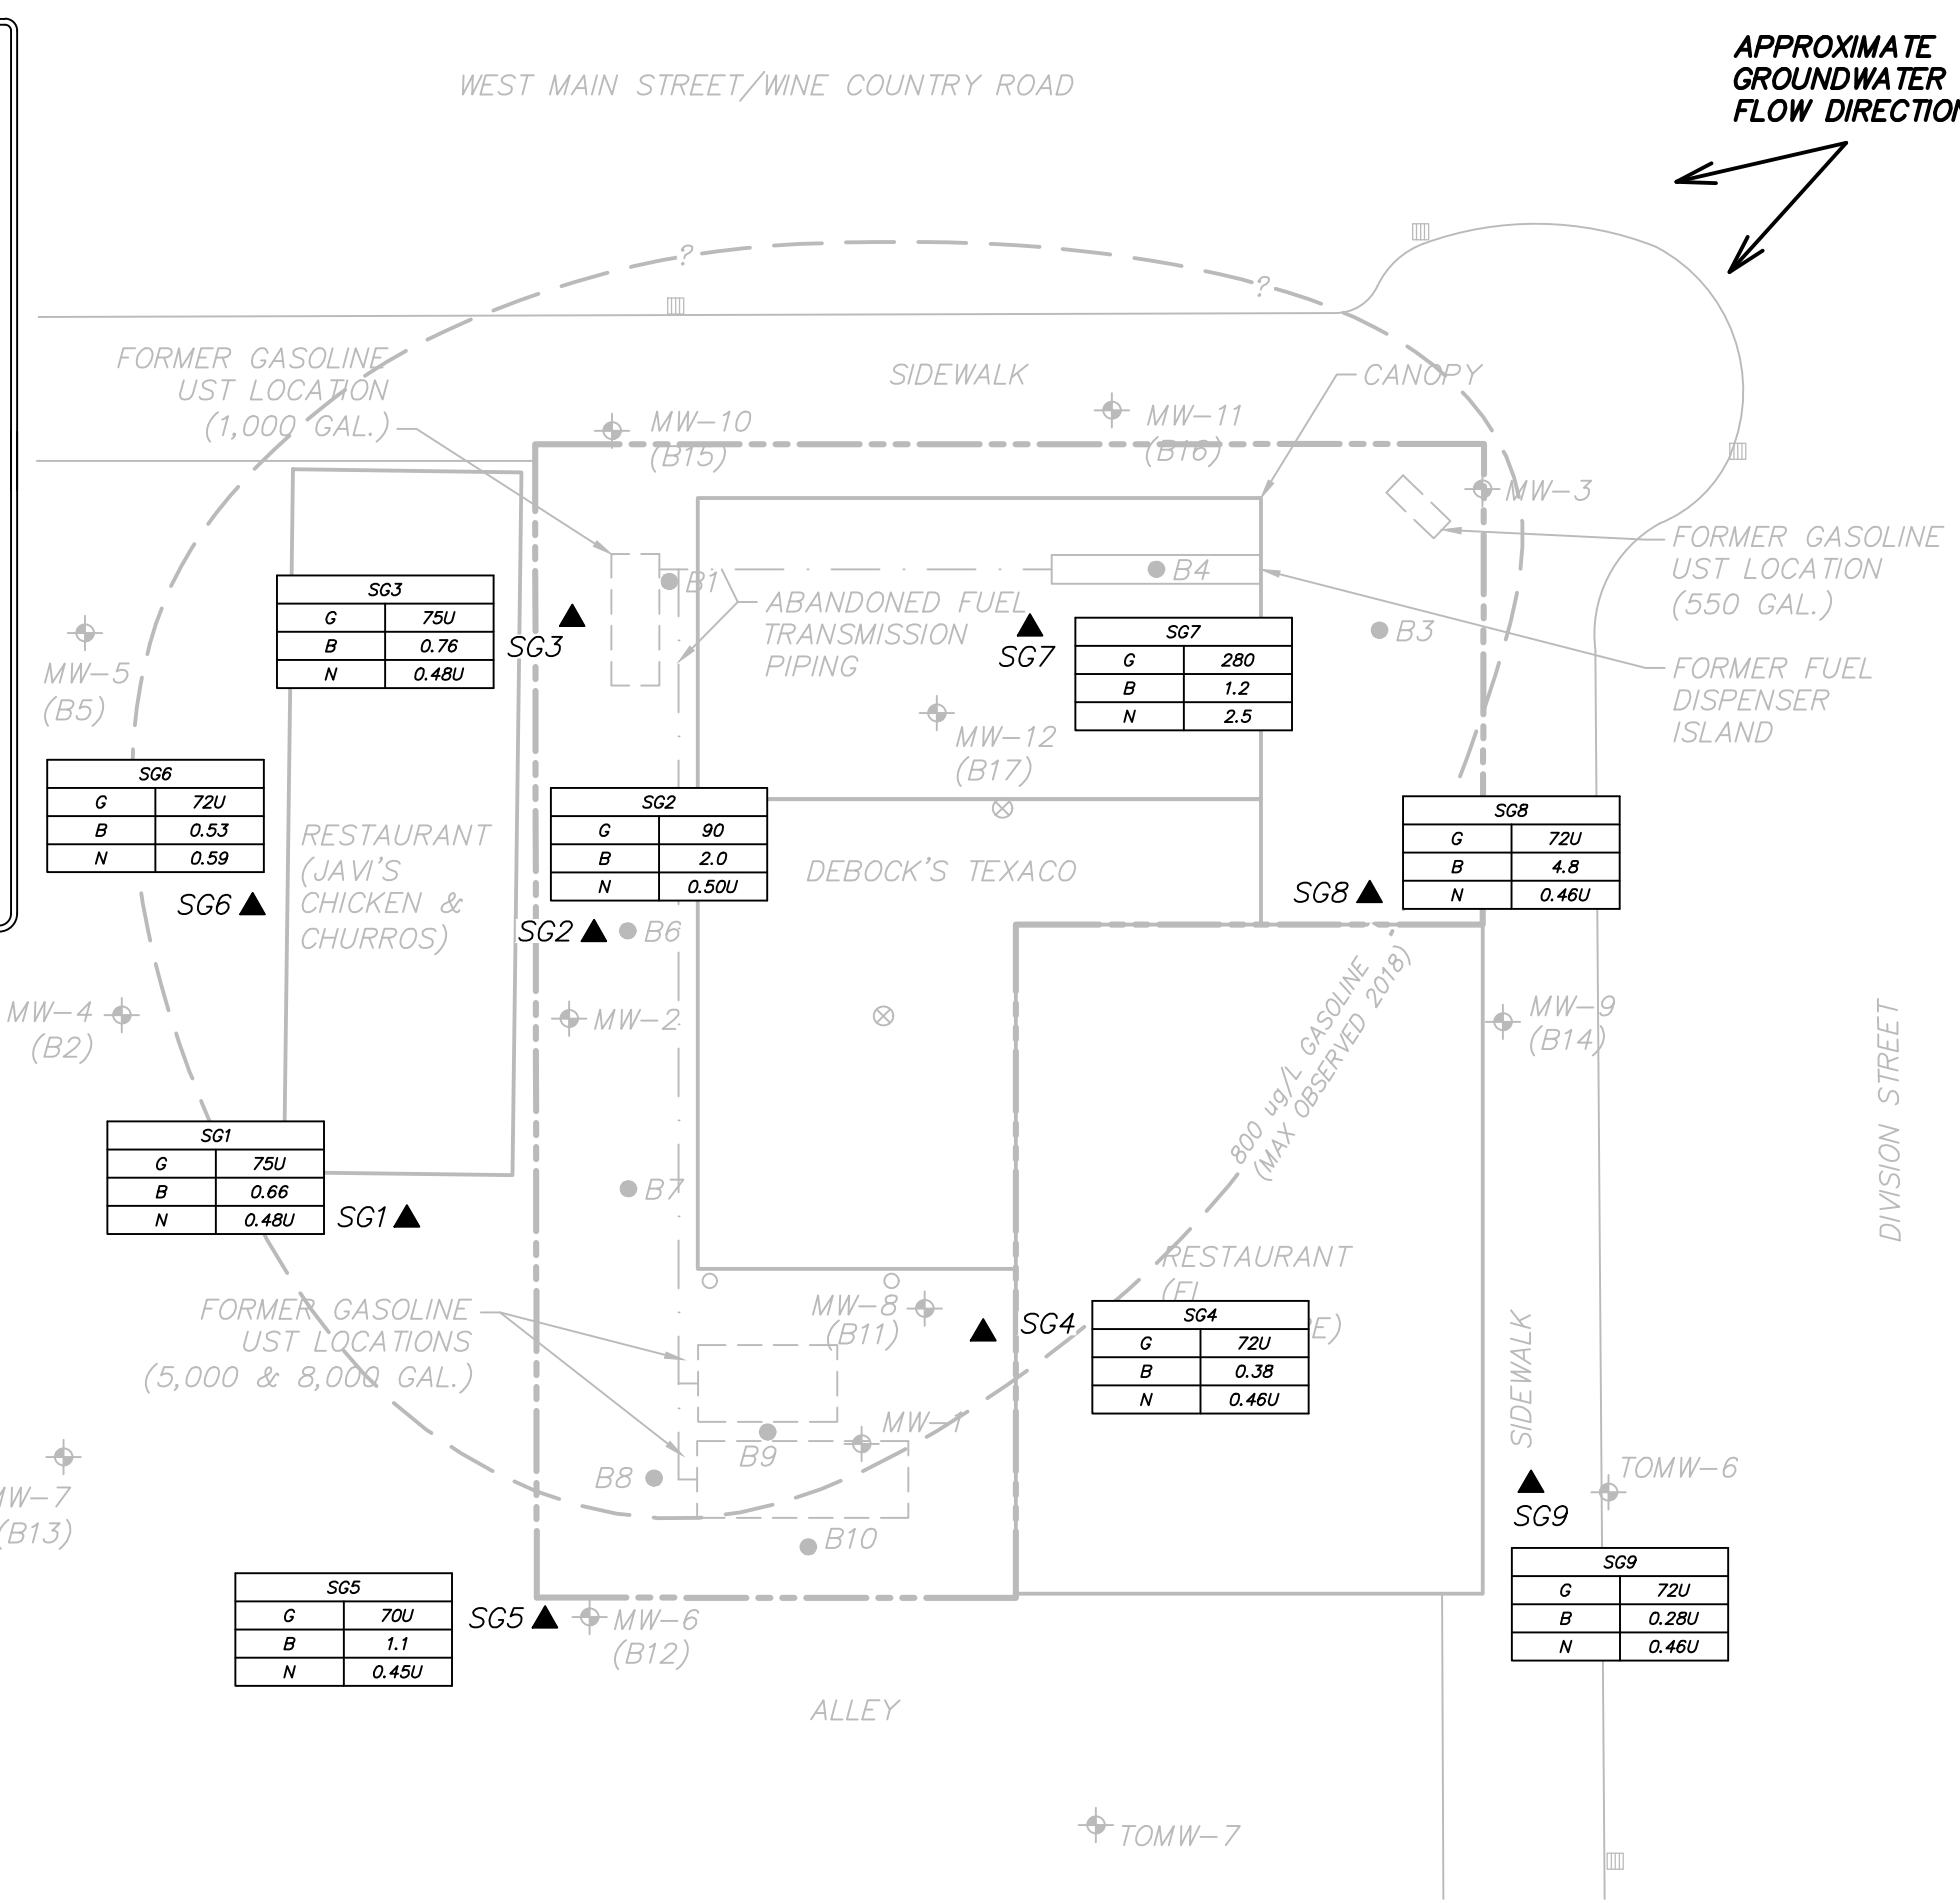 APPROXIMATE
GROUNDWATER
FLOW DIRECTION
WEST MAIN STREET/WINE COUNTRY ROAD
?
?
FORMER GASOLINE
UST LOCATION
(1,000 GAL.)
SIDEWALK
CANOPY
MW-10
(B15)
MW-11
(B16)
MW-3
FORMER GASOLINE
UST LOCATION
(550 GAL.)
B1
B4
B3
ABANDONED FUEL
TRANSMISSION
PIPING
SG3
G 75U
B 0.76
N 0.48U
SG3
SG7
SG7
G 280
B 1.2
N 2.5
MW-5
(B5)
FORMER FUEL
DISPENSER
ISLAND
MW-12
(B17)
SG6
G 72U
B 0.53
N 0.59
SG6
RESTAURANT
(JAVI'S
CHICKEN &
CHURROS)
SG2
G 90
B 2.0
N 0.50U
SG2
B6
DEBOCK'S TEXACO
SG8
SG8
G 72U
B 4.8
N 0.46U
MW-4
(B2)
MW-2
800 ug/L GASOLINE
(MAX OBSERVED 2018)
MW-9
(B14)
DIVISION STREET
SG1
G 75U
B 0.66
N 0.48U
SG1
B7
RESTAURANT
(EL
E)
FORMER GASOLINE
UST LOCATIONS
(5,000 & 8,000 GAL.)
MW-8
(B11)
SG4
SG4
G 72U
B 0.38
N 0.46U
SIDEWALK
MW-1
B9
B8
B10
MW-7
(B13)
TOMW-6
SG9
SG9
G 72U
B 0.28U
N 0.46U
SG5
G 70U
B 1.1
N 0.45U
SG5
MW-6
(B12)
ALLEY
TOMW-7